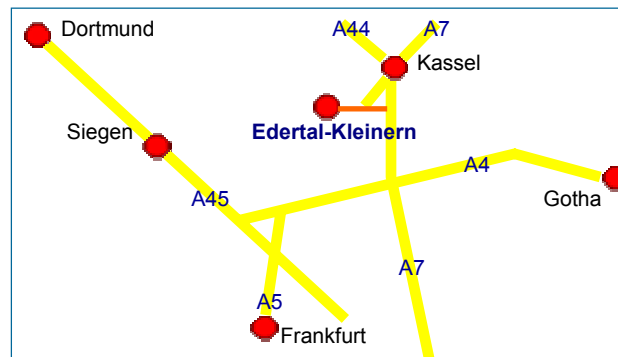 Dortmund
A44
A7
Kassel
Edertal-Kleinern
Siegen
A4
A45
Gotha
A7
A5
Frankfurt